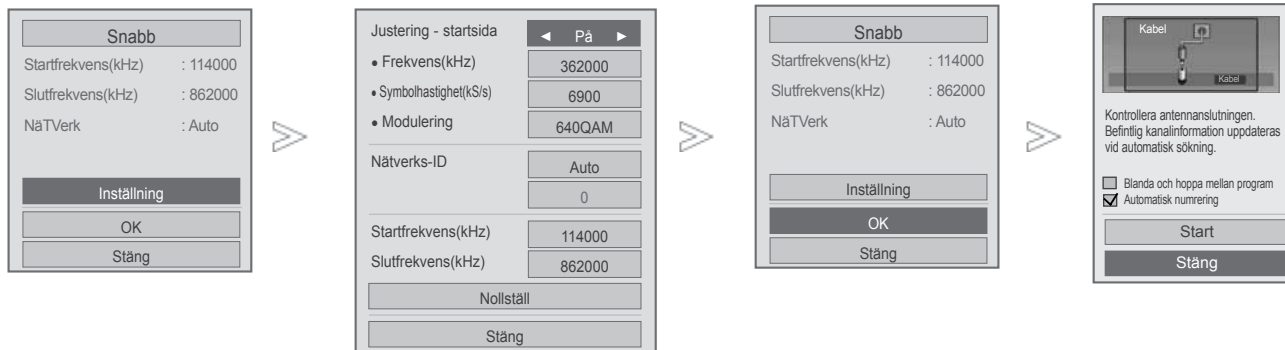 Snabb
Startfrekvens(kHz) : 114000
Slutfrekvens(kHz) : 862000
NäTVerk : Auto
Inställning
OK
Stäng
Justering - startsida ◄ På ►
• Frekvens(kHz) 362000
• Symbolhastighet(kS/s) 6900
• Modulering 640QAM
Nätverks-ID Auto
0
Startfrekvens(kHz) 114000
Slutfrekvens(kHz) 862000
Nollställ
Stäng
Snabb
Startfrekvens(kHz) : 114000
Slutfrekvens(kHz) : 862000
NäTVerk : Auto
Inställning
OK
Stäng
Kabel
Kabel
Kontrollera antennanslutningen.
Befintlig kanalinformation uppdateras
vid automatisk sökning.
Blanda och hoppa mellan program
Automatisk numrering
Start
Stäng